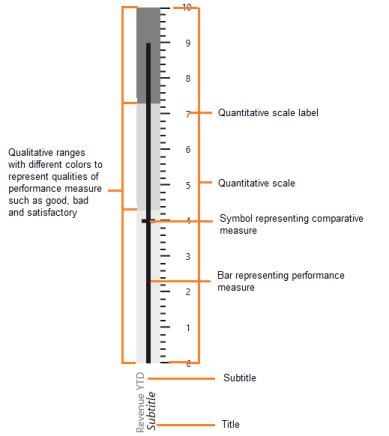 10
9
8
7
Quantitative scale label
6
Qualitative ranges
with different colors to
represent qualities of
performance measure
such as good, bad
and satisfactory
5
Quantitative scale
4
Symbol representing comparative
measure
3
Bar representing performance
measure
2
1
0
Revenue YTD
Subtitle
Subtitle
Title